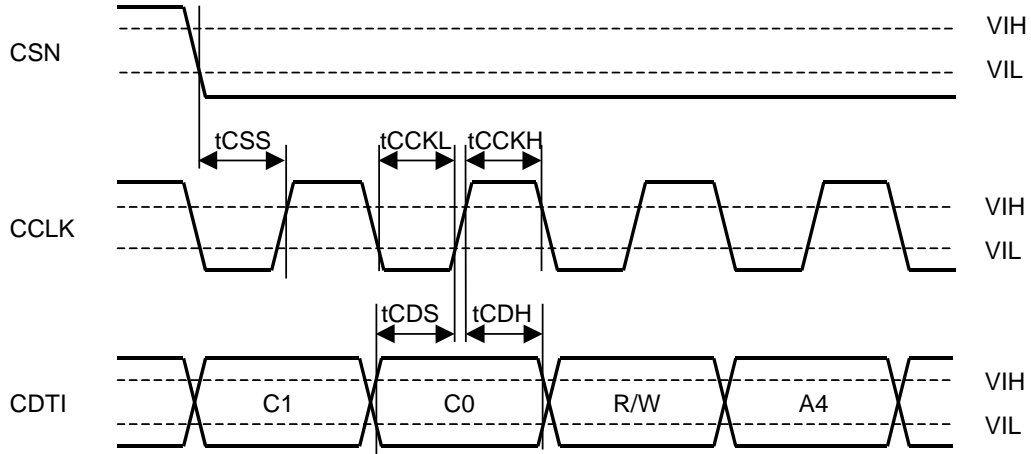 VIH
CSN
VIL
tCSS tCCKL tCCKH
VIH
CCLK
VIL
tCDS tCDH
VIH
CDTI C1 C0 R/W A4
VIL